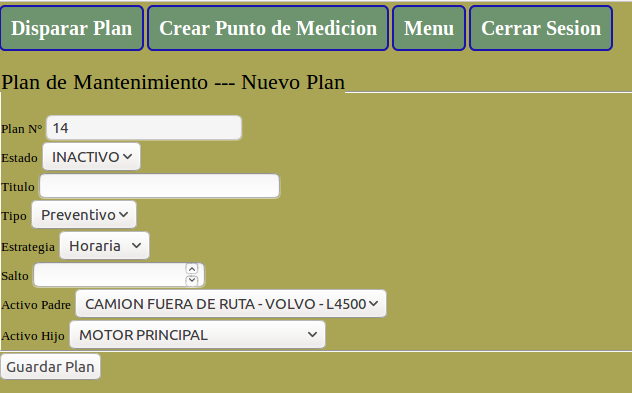 Disparar Plan Crear Punto de Medicion Menu Cerrar Sesion
Plan de Mantenimiento --- Nuevo Plan
Plan N° 14
Estado INACTIVO
Titulo
Tipo Preventivo
Estrategia Horaria
Salto
Activo Padre CAMION FUERA DE RUTA - VOLVO - L4500
Activo Hijo MOTOR PRINCIPAL
Guardar Plan